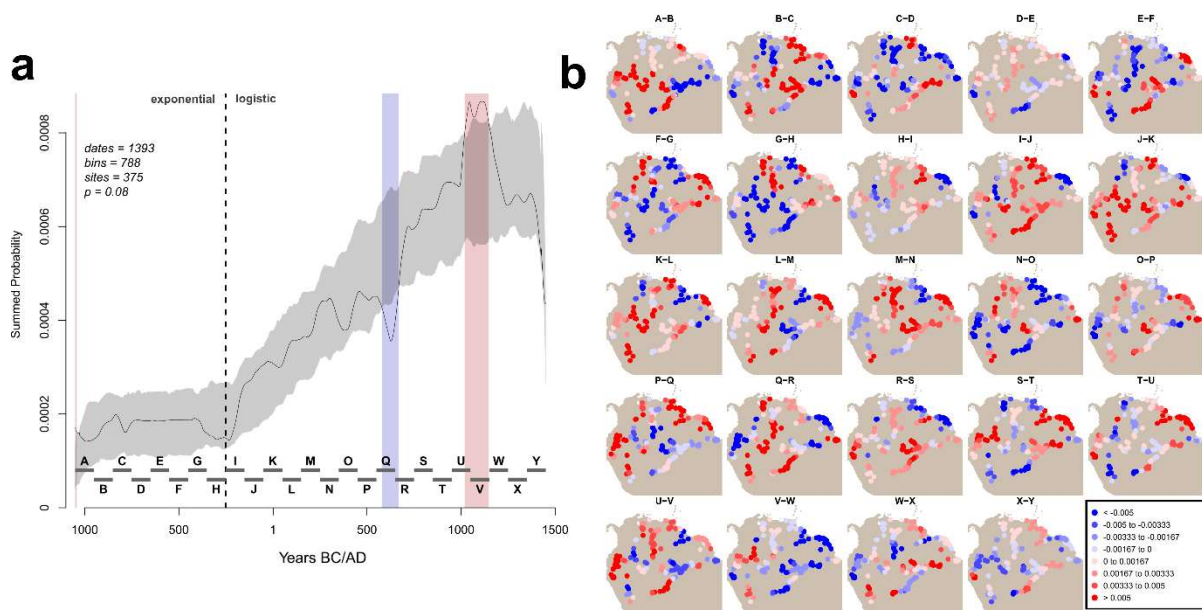 a
exponential
logistic
dates = 1393
bins = 788
sites = 375
p = 0.08
Summed Probability
0
0.0002
0.0004
0.0006
0.0008
A C E G I K M O Q S U W Y
B D F H J L N P R T V X
1000 500 1 500 1000 1500
Years BC/AD
b
A-B B-C C-D D-E E-F
F-G G-H H-I I-J J-K
K-L L-M M-N N-O O-P
P-Q Q-R R-S S-T T-U
U-V V-W W-X X-Y
< -0.005
-0.005 to -0.00333
-0.00333 to -0.00167
-0.00167 to 0
0 to 0.00167
0.00167 to 0.00333
0.00333 to 0.005
> 0.005